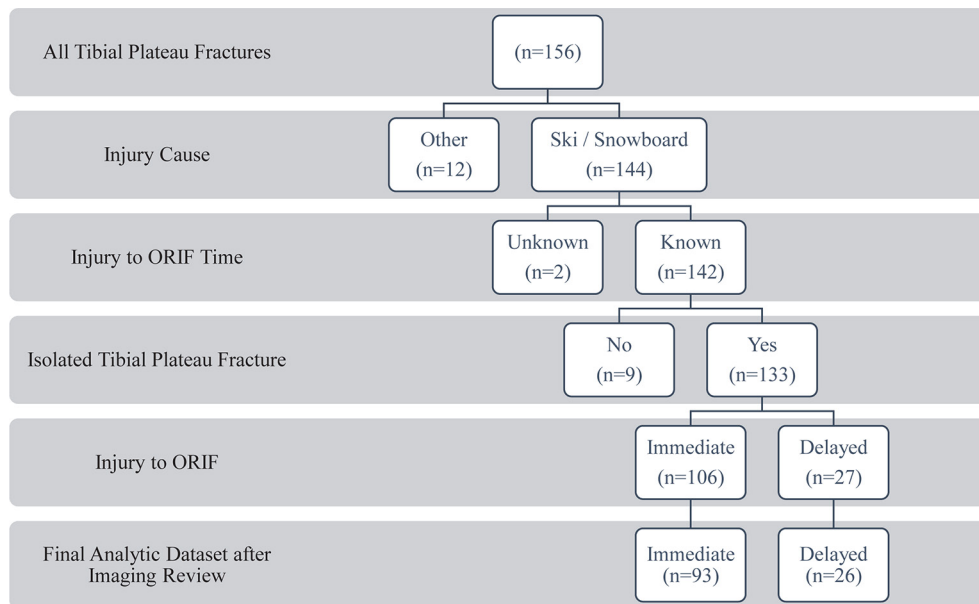 All Tibial Plateau Fractures
(n=156)
Injury Cause
Other
(n=12)
Ski / Snowboard
(n=144)
Injury to ORIF Time
Unknown
(n=2)
Known
(n=142)
Isolated Tibial Plateau Fracture
No
(n=9)
Yes
(n=133)
Injury to ORIF
Immediate
(n=106)
Delayed
(n=27)
Final Analytic Dataset after
Imaging Review
Immediate
(n=93)
Delayed
(n=26)